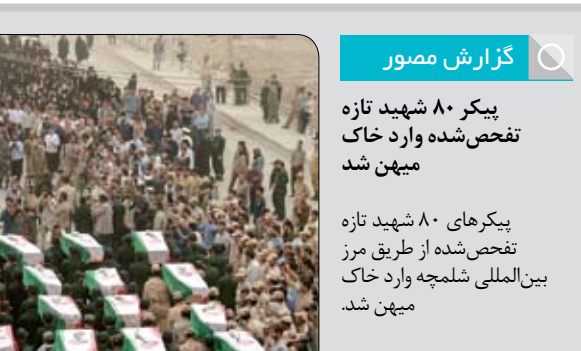 گزارش مصور
پیکر ۸۰ شهید تازه
تفحص‌شده وارد خاک
میهن شد
پیکرهای ۸۰ شهید تازه
تفحص‌شده از طریق مرز
بین‌المللی شلمچه وارد خاک
میهن شد.